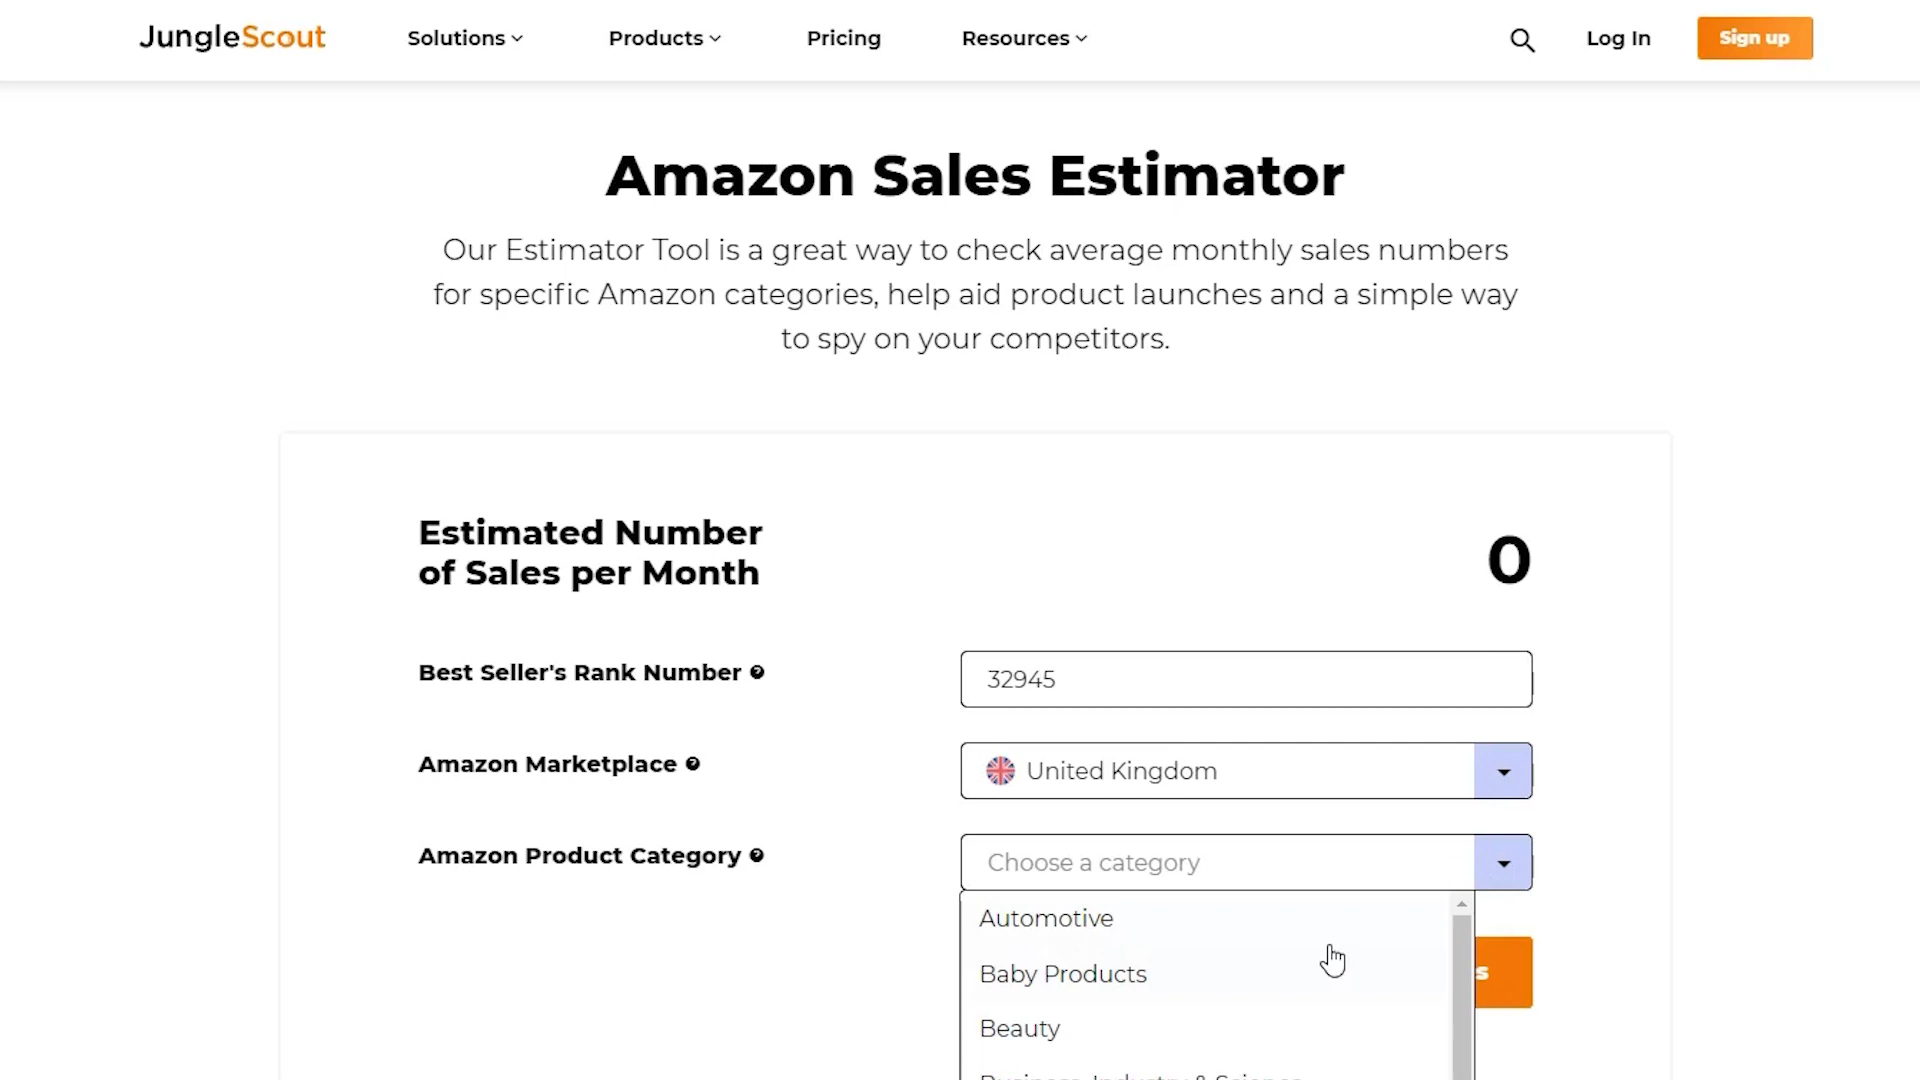 JungleScout
Solutions
Products
Pricing
Resources
Log In
Sign up
Amazon Sales Estimator
Our Estimator Tool is a great way to check average monthly sales numbers
for specific Amazon categories, help aid product launches and a simple way
to spy on your competitors.
Estimated Number
of Sales per Month
0
Best Seller's Rank Number
32945
Amazon Marketplace
United Kingdom
Amazon Product Category
Choose a category
Automotive
Baby Products
Beauty
Business, Industry & Science